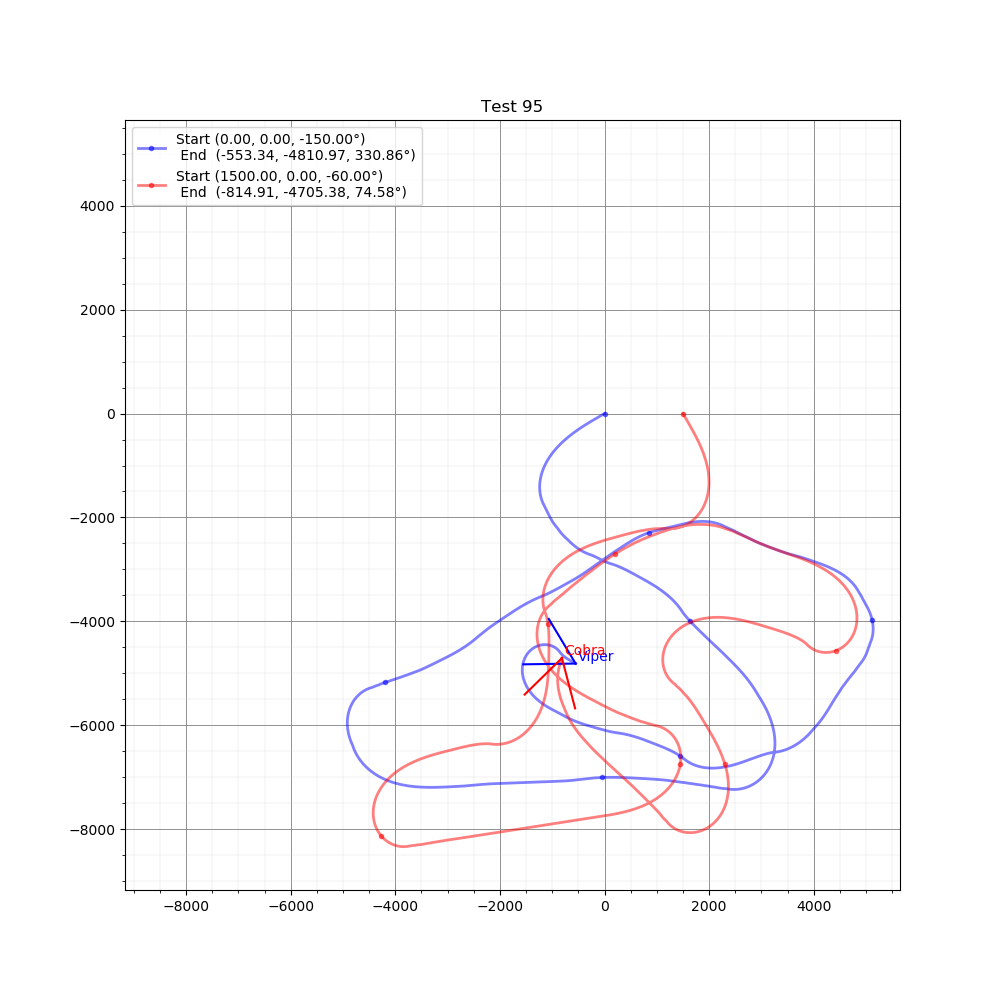 Test 95
Start (0.00, 0.00, -150.00°)
End  (-553.34, -4810.97, 330.86°)
Start (1500.00, 0.00, -60.00°)
End  (-814.91, -4705.38, 74.58°)
4000
2000
0
−2000
−4000
−6000
−8000
Cobra
Viper
−8000 −6000 −4000 −2000 0 2000 4000